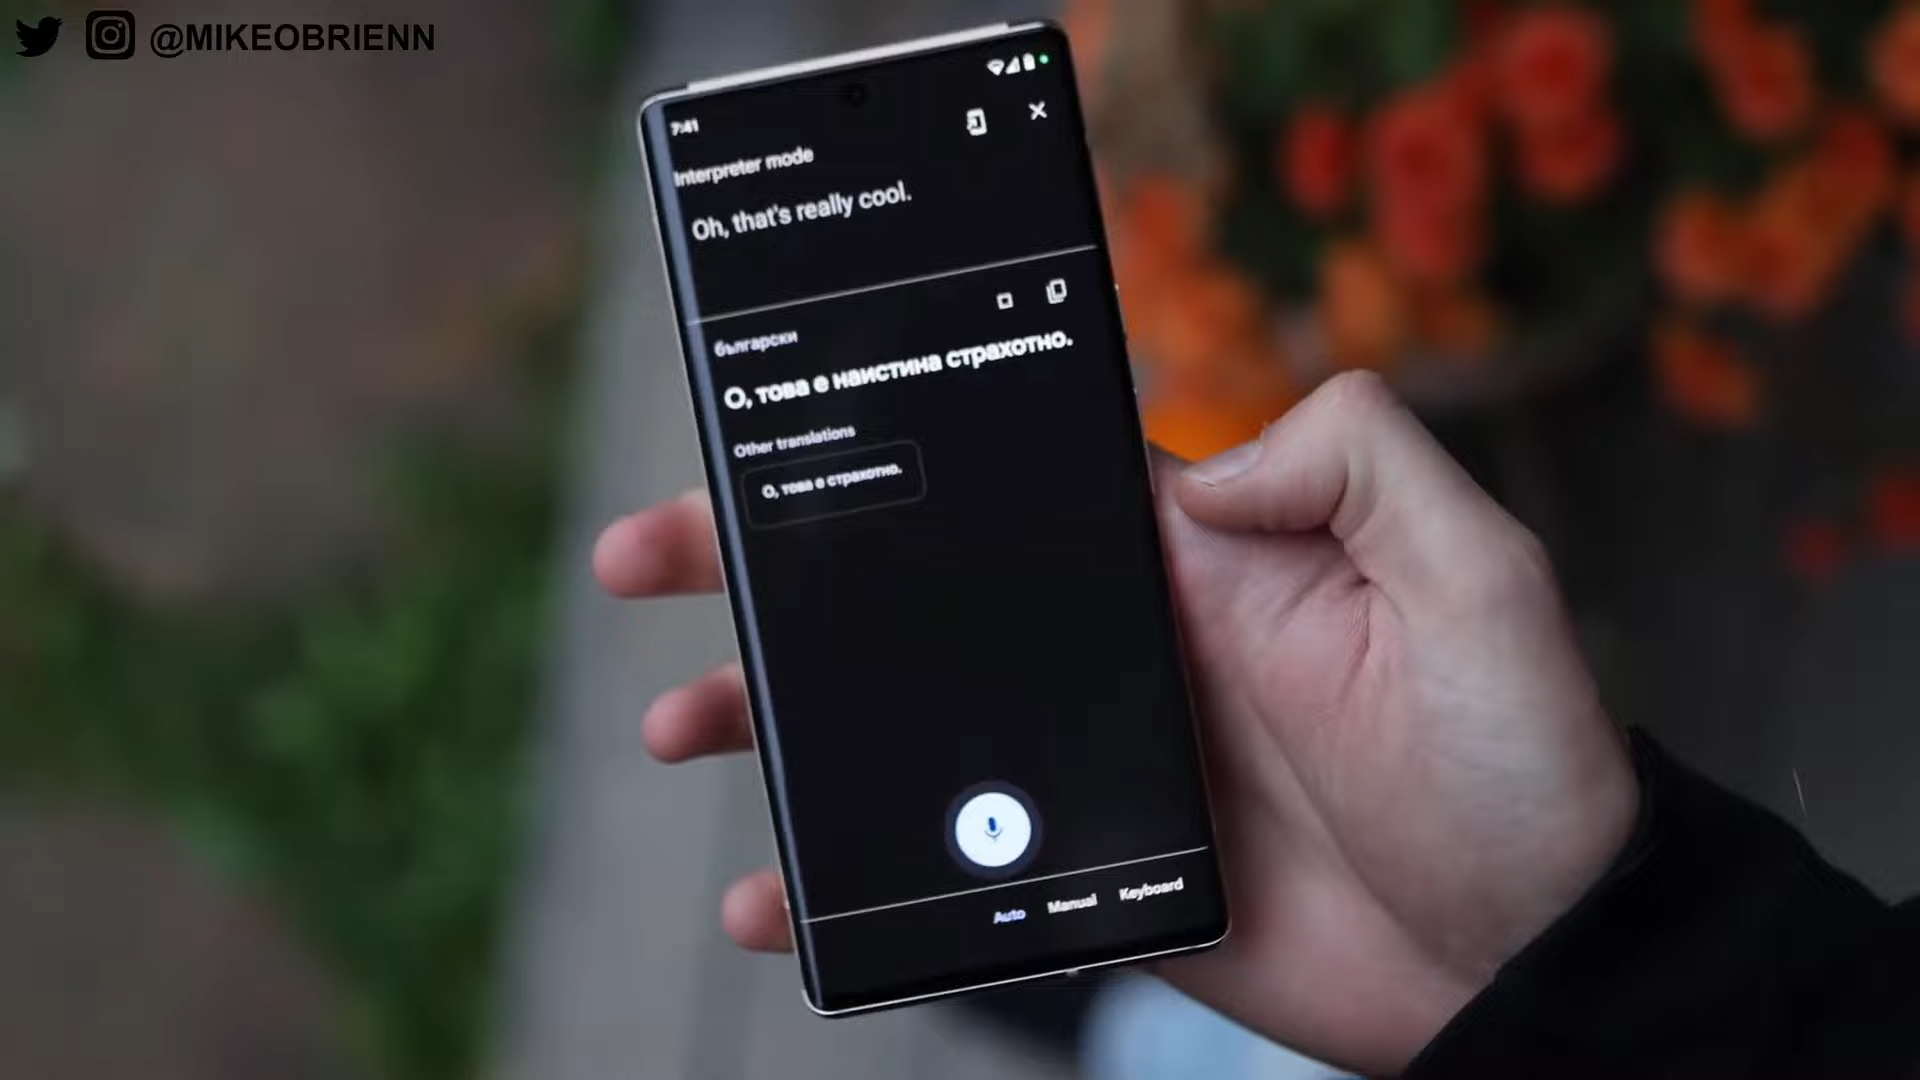 @MIKEOBRIENN
7:41
Interpreter mode
Oh, that's really cool.
български
О, това е наистина страхотно.
Other translations
О, това е страхотно.
Auto Manual Keyboard